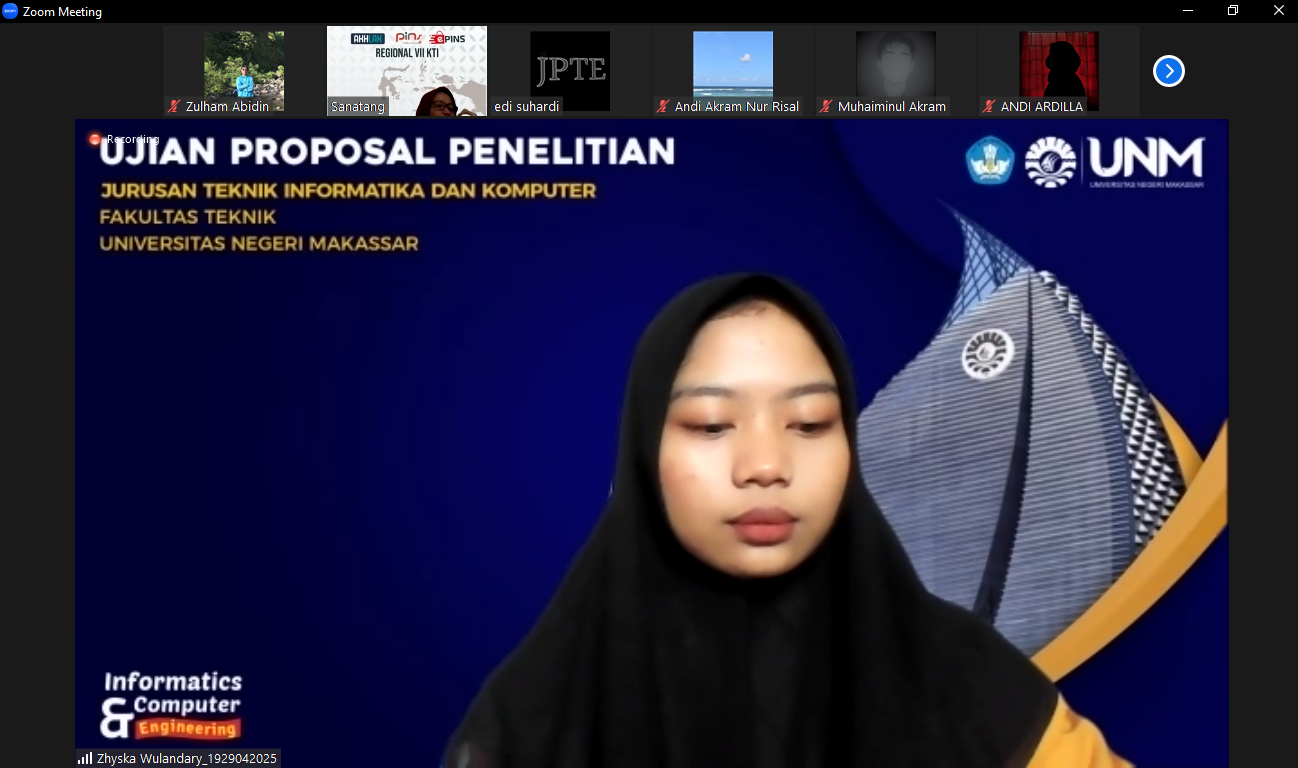 Zoom Meeting
Zulham Abidin
AKHLAK pins ePINS
REGIONAL VII KTI
Sanatang
JPTE
edi suhardi
Andi Akram Nur Risal
Muhaiminul Akram
ANDI ARDILLA
Recording
UJIAN PROPOSAL PENELITIAN
JURUSAN TEKNIK INFORMATIKA DAN KOMPUTER
FAKULTAS TEKNIK
UNIVERSITAS NEGERI MAKASSAR
UNM
UNIVERSITAS NEGERI MAKASSAR
Informatics
& Computer
Engineering
Zhyska Wulandary_1929042025